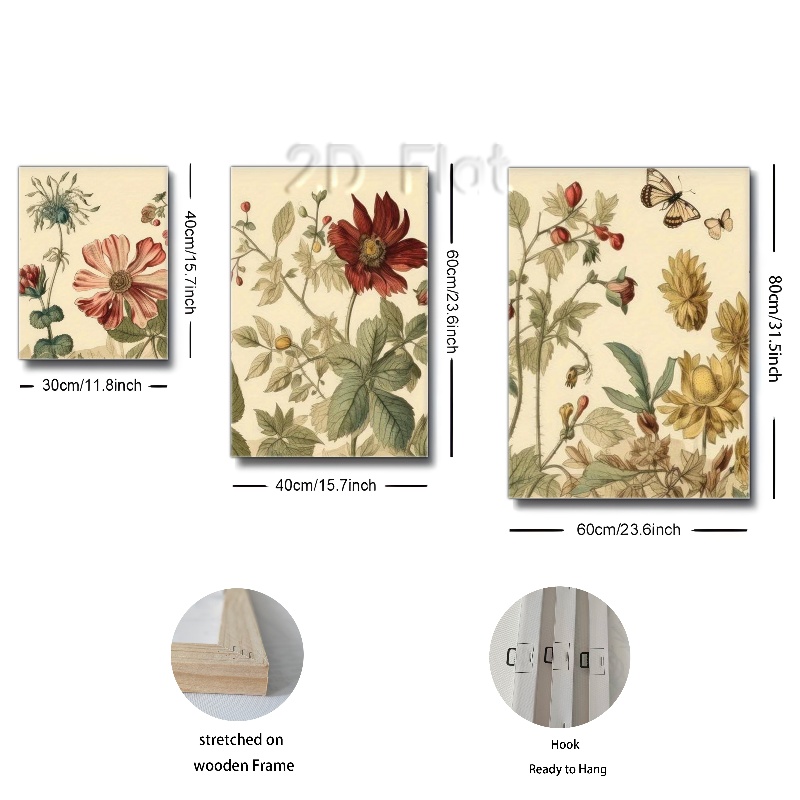 2D Flat
40cm/15.7inch
60cm/23.6inch
80cm/31.5inch
30cm/11.8inch
40cm/15.7inch
60cm/23.6inch
stretched on
wooden Frame
Hook
Ready to Hang